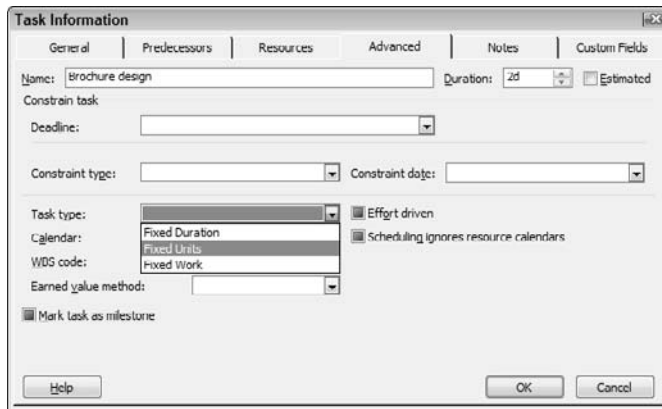 Task Information
General Predecessors Resources Advanced Notes Custom Fields
Name: Brochure design Duration: 2d Estimated
Constrain task
Deadline:
Constraint type: Constraint date:
Task type: Effort driven
Fixed Duration
Calendar: Fixed Units Scheduling ignores resource calendars
WBS code: Fixed Work
Earned value method:
Mark task as milestone
Help OK Cancel